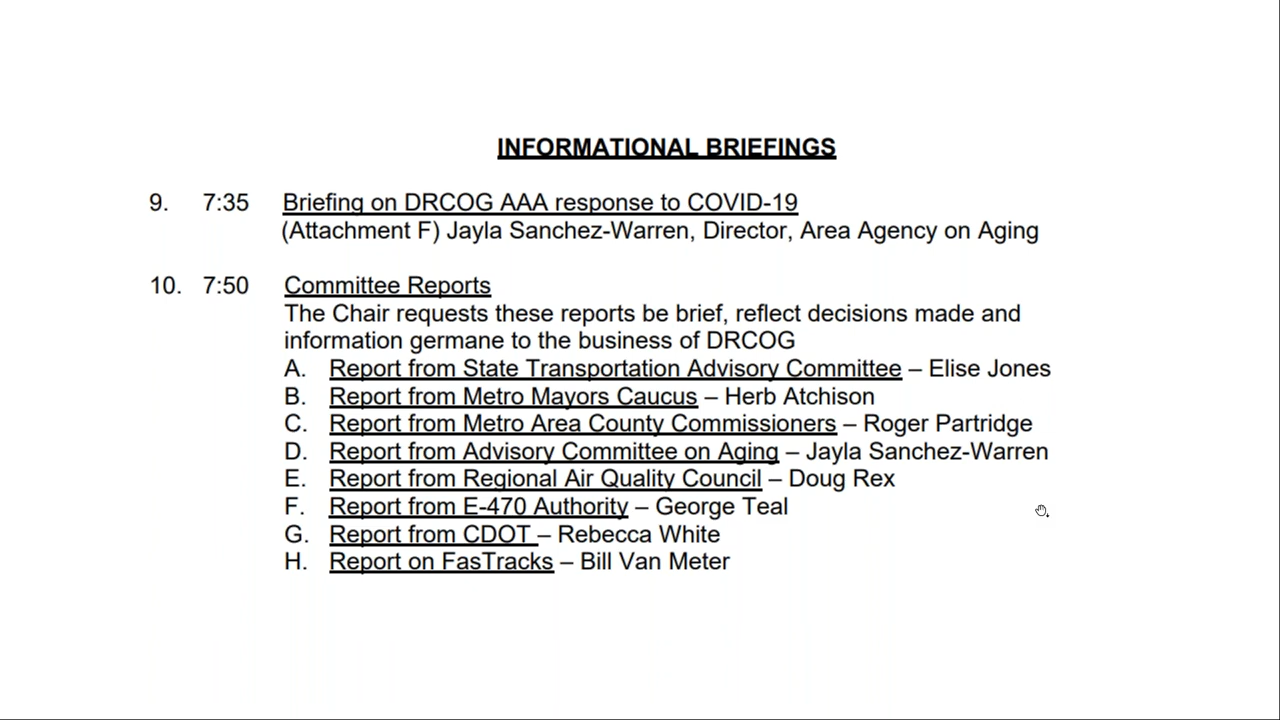 INFORMATIONAL BRIEFINGS
9. 7:35 Briefing on DRCOG AAA response to COVID-19
(Attachment F) Jayla Sanchez-Warren, Director, Area Agency on Aging
10. 7:50 Committee Reports
The Chair requests these reports be brief, reflect decisions made and
information germane to the business of DRCOG
A. Report from State Transportation Advisory Committee – Elise Jones
B. Report from Metro Mayors Caucus – Herb Atchison
C. Report from Metro Area County Commissioners – Roger Partridge
D. Report from Advisory Committee on Aging – Jayla Sanchez-Warren
E. Report from Regional Air Quality Council – Doug Rex
F. Report from E-470 Authority – George Teal
G. Report from CDOT – Rebecca White
H. Report on FasTracks – Bill Van Meter